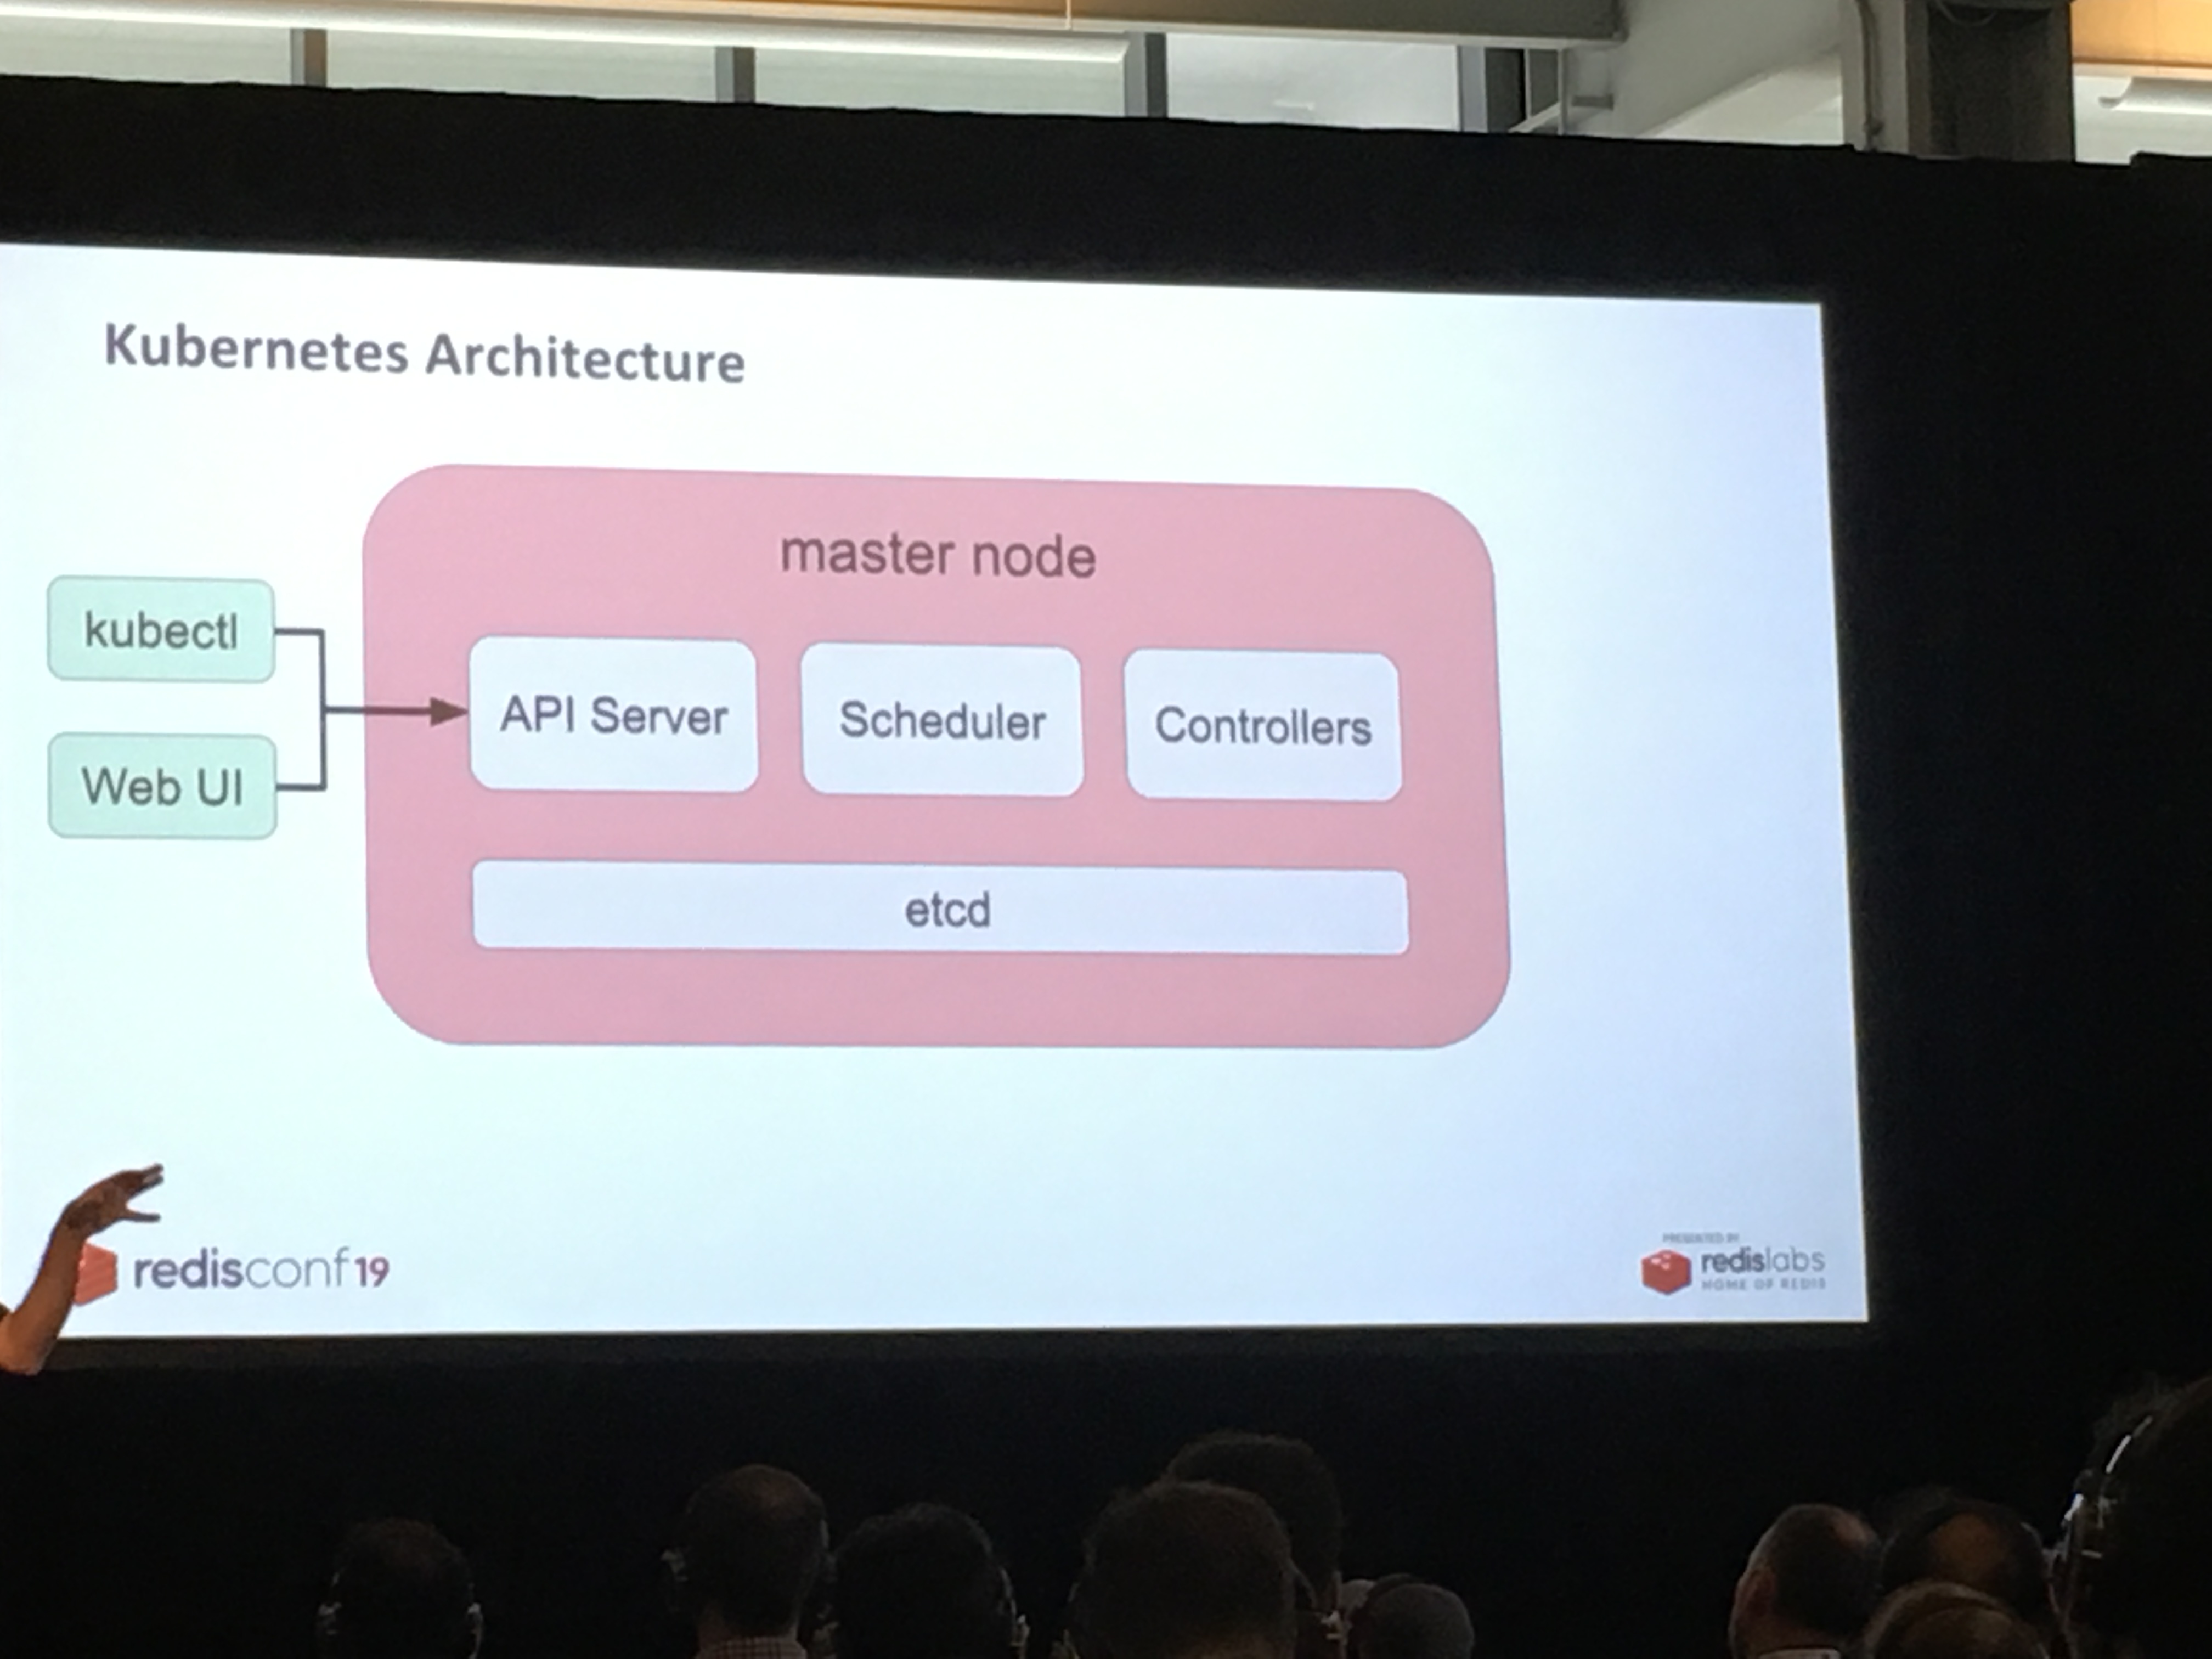 Kubernetes Architecture
master node
kubectl
Web UI
API Server
Scheduler
Controllers
etcd
redisconf19
PRESENTED BY
redislabs
HOME OF REDIS